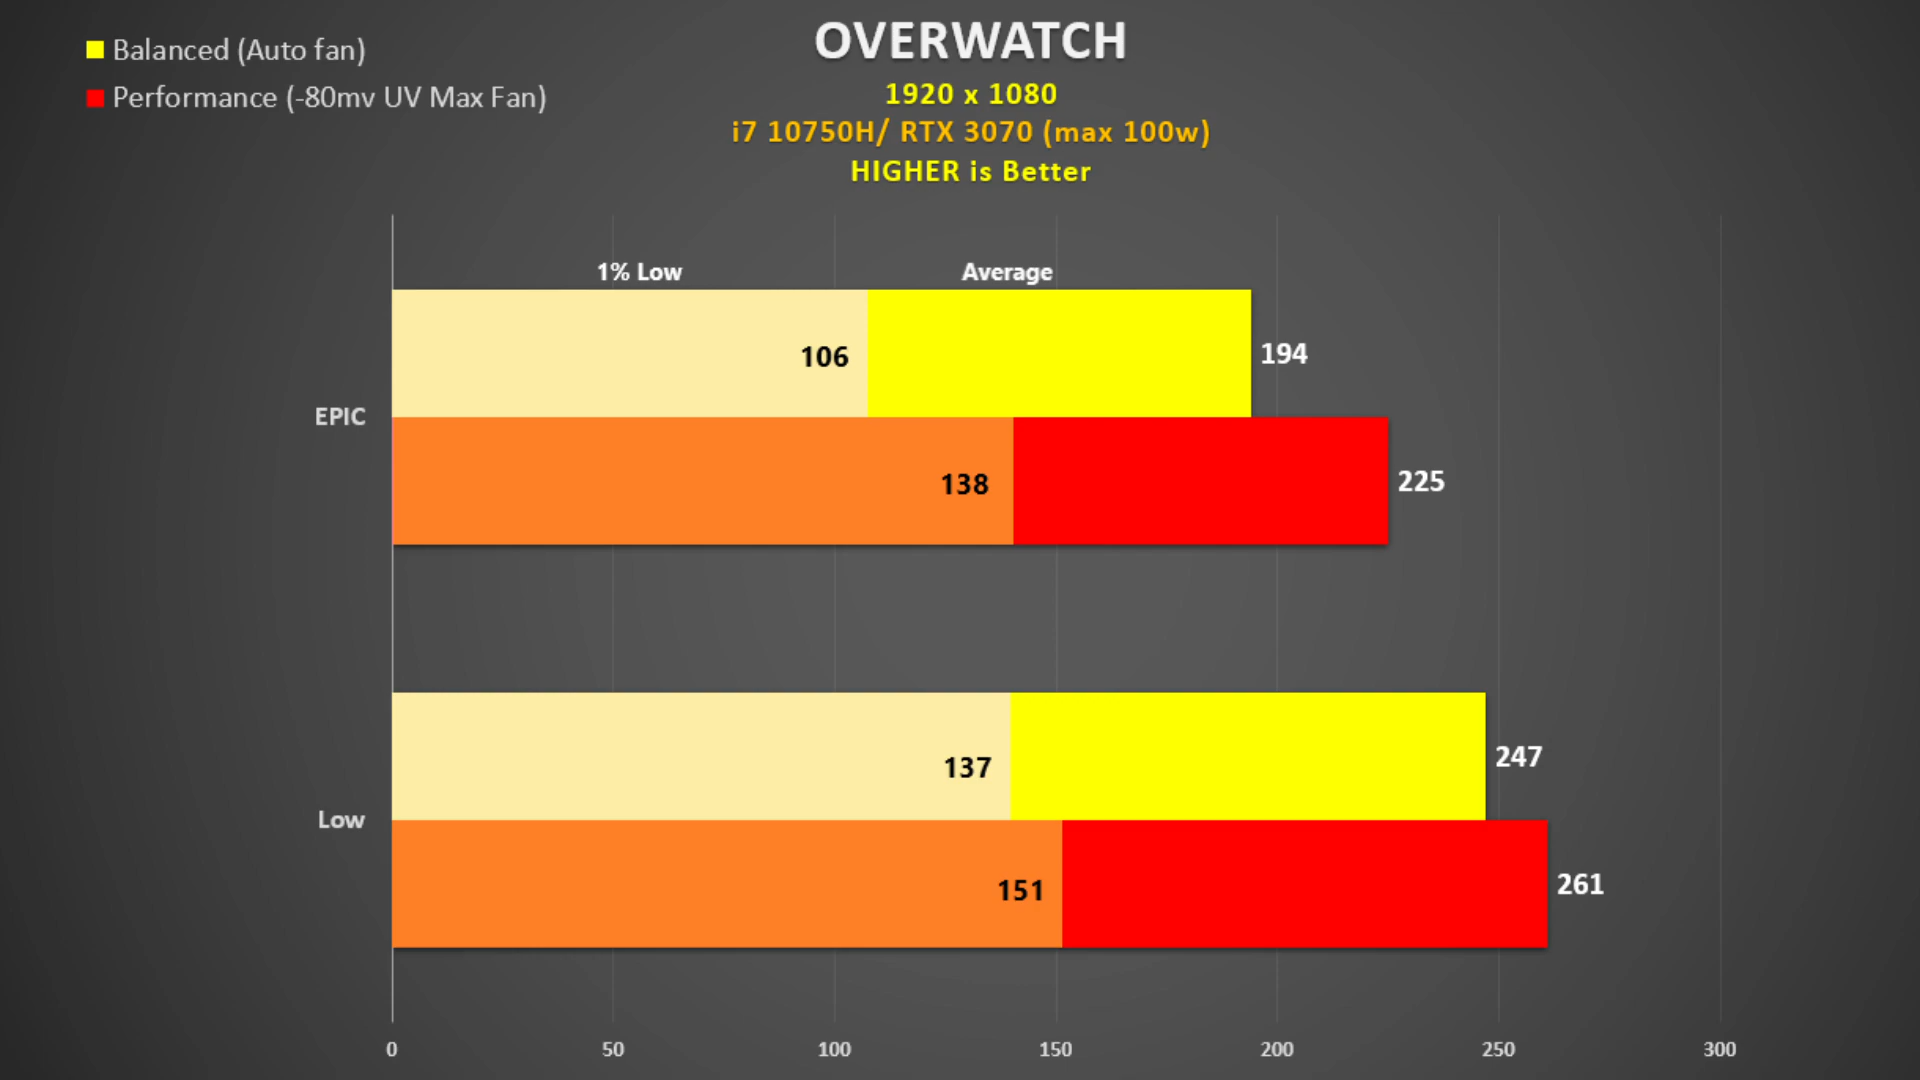 OVERWATCH
1920 x 1080
i7 10750H/ RTX 3070 (max 100w)
HIGHER is Better
Balanced (Auto fan)
Performance (-80mv UV Max Fan)
1% Low Average
EPIC
106 194
138 225
Low
137 247
151 261
0 50 100 150 200 250 300